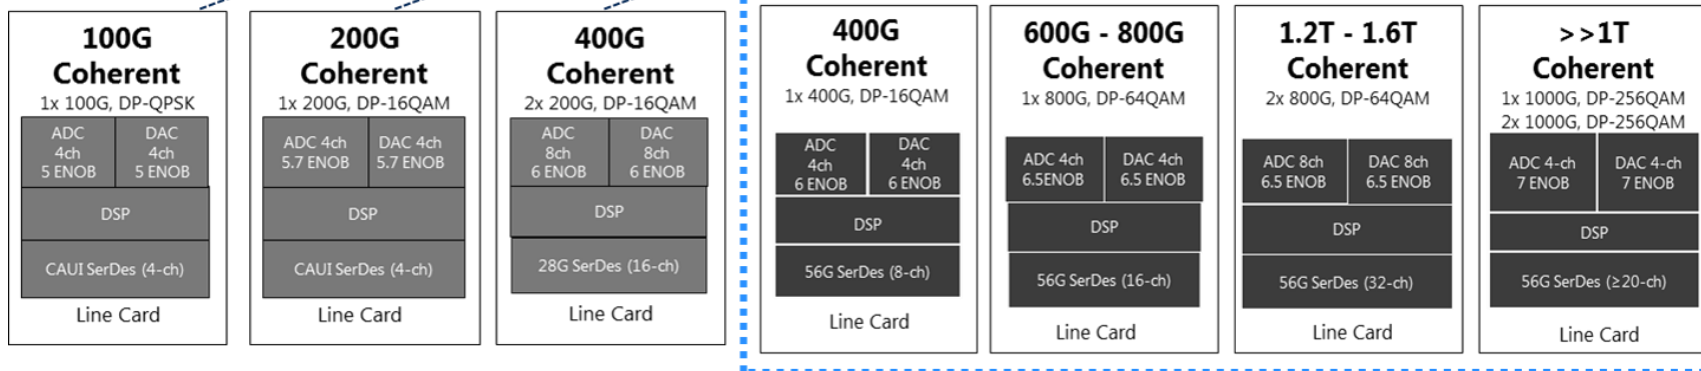 100G
Coherent
1x 100G, DP-QPSK
ADC
4ch
5 ENOB
DAC
4ch
5 ENOB
DSP
CAUI SerDes (4-ch)
Line Card
200G
Coherent
1x 200G, DP-16QAM
ADC 4ch
5.7 ENOB
DAC 4ch
5.7 ENOB
DSP
CAUI SerDes (4-ch)
Line Card
400G
Coherent
2x 200G, DP-16QAM
ADC
8ch
6 ENOB
DAC
8ch
6 ENOB
DSP
28G SerDes (16-ch)
Line Card
400G
Coherent
1x 400G, DP-16QAM
ADC
4ch
6 ENOB
DAC
4ch
6 ENOB
DSP
56G SerDes (8-ch)
Line Card
600G - 800G
Coherent
1x 800G, DP-64QAM
ADC 4ch
6.5ENOB
DAC 4ch
6.5 ENOB
DSP
56G SerDes (16-ch)
Line Card
1.2T - 1.6T
Coherent
2x 800G, DP-64QAM
ADC 8ch
6.5 ENOB
DAC 8ch
6.5 ENOB
DSP
56G SerDes (32-ch)
Line Card
>>1T
Coherent
1x 1000G, DP-256QAM
2x 1000G, DP-256QAM
ADC 4-ch
7 ENOB
DAC 4-ch
7 ENOB
DSP
56G SerDes (≥20-ch)
Line Card